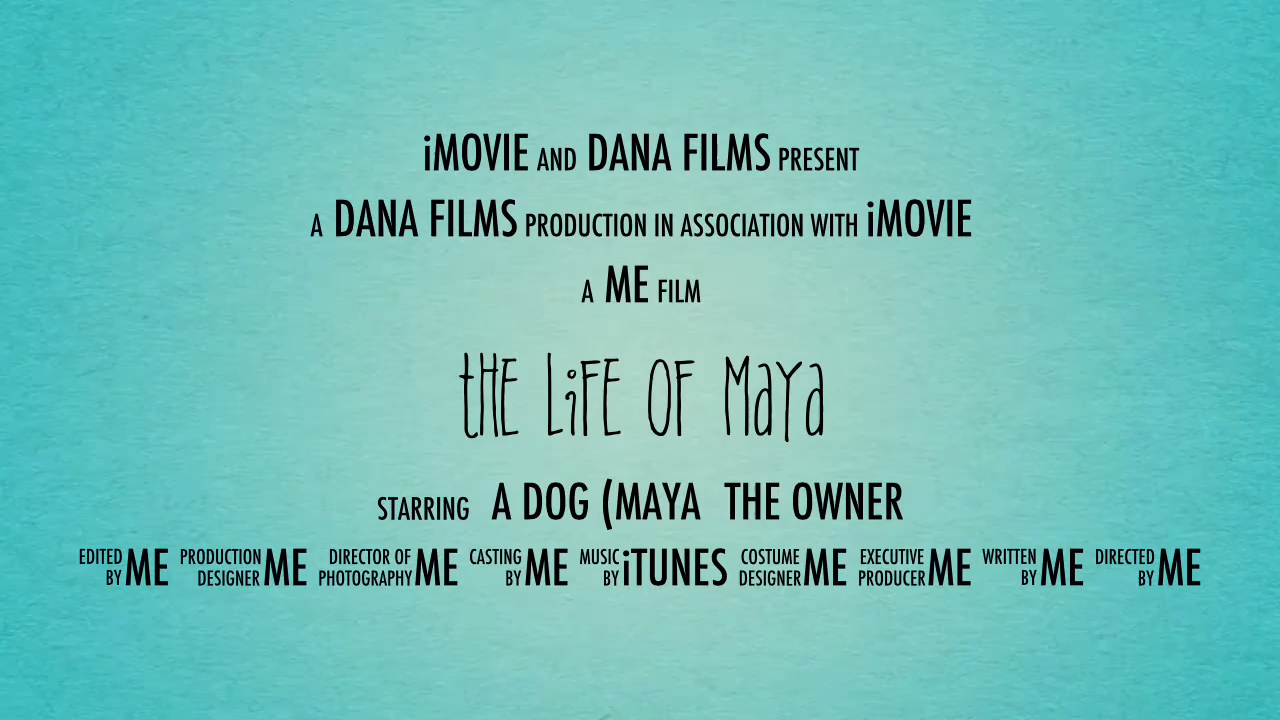 iMOVIE AND DANA FILMS PRESENT
A DANA FILMS PRODUCTION IN ASSOCIATION WITH iMOVIE
A ME FILM
tHE LiFE OF MaYa
STARRING A DOG (MAYA THE OWNER
EDITED BY ME PRODUCTION DESIGNER ME DIRECTOR OF PHOTOGRAPHY ME CASTING BY ME MUSIC BY iTUNES COSTUME DESIGNER ME EXECUTIVE PRODUCER ME WRITTEN BY ME DIRECTED BY ME